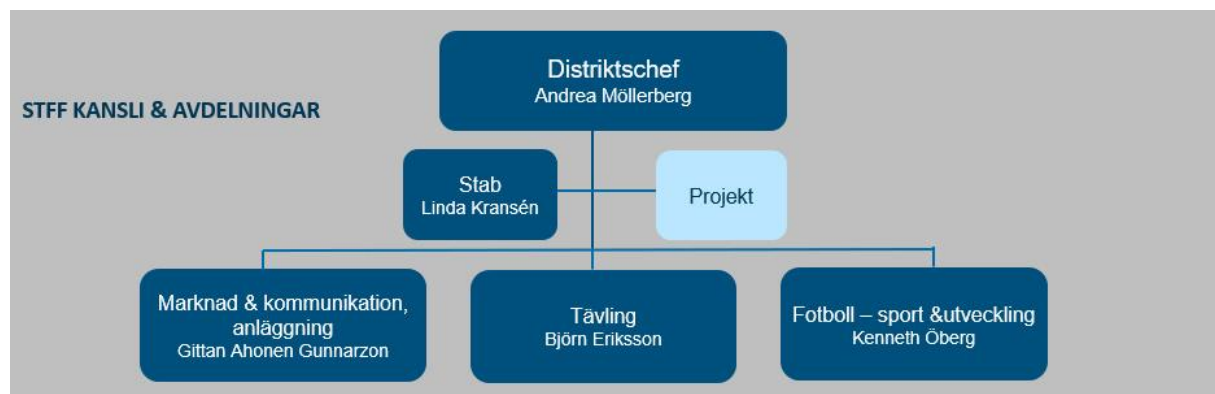 Distriktschef
Andrea Möllerberg
STFF KANSLI & AVDELNINGAR
Stab
Linda Kransén
Projekt
Marknad & kommunikation,
anläggning
Gittan Ahonen Gunnarzon
Tävling
Björn Eriksson
Fotboll – sport &utveckling
Kenneth Öberg